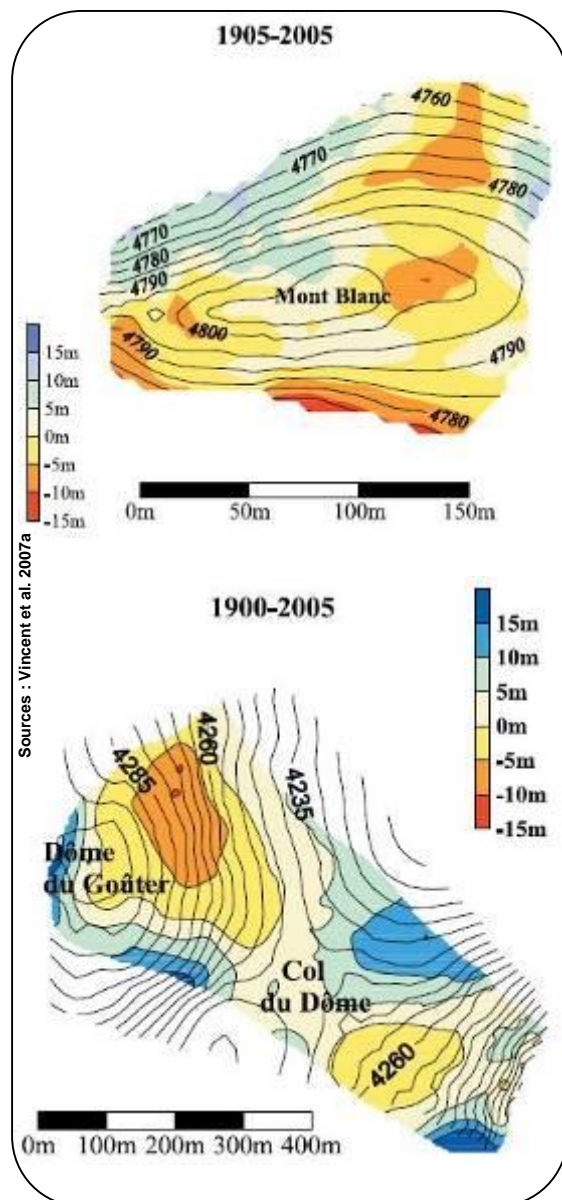 1905-2005
4760
4770
4780
4770
4780
4790
Mont Blanc
4800
4790
4790
4780
15m
10m
5m
0m
-5m
-10m
-15m
0m 50m 100m 150m
Sources : Vincent et al. 2007a
1900-2005
15m
10m
5m
0m
-5m
-10m
-15m
4260
4285
4235
Dôme
du Goûter
Col
du Dôme
4260
0m 100m 200m 300m 400m